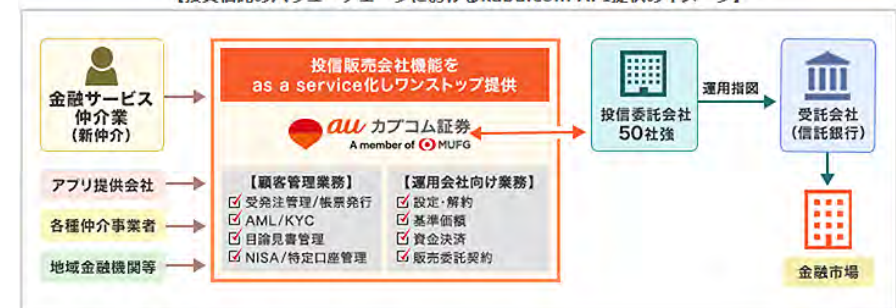 金融サービス
仲介業
(新仲介)
アプリ提供会社
各種仲介事業者
地域金融機関等
投信販売会社機能を
as a service化しワンストップ提供
au カブコム証券
A member of MUFG
【顧客管理業務】
受発注管理/帳票発行
AML/KYC
目論見書管理
NISA/特定口座管理
【運用会社向け業務】
設定・解約
基準価額
資金決済
販売委託契約
投信委託会社
50社強
運用指図
受託会社
(信託銀行)
金融市場